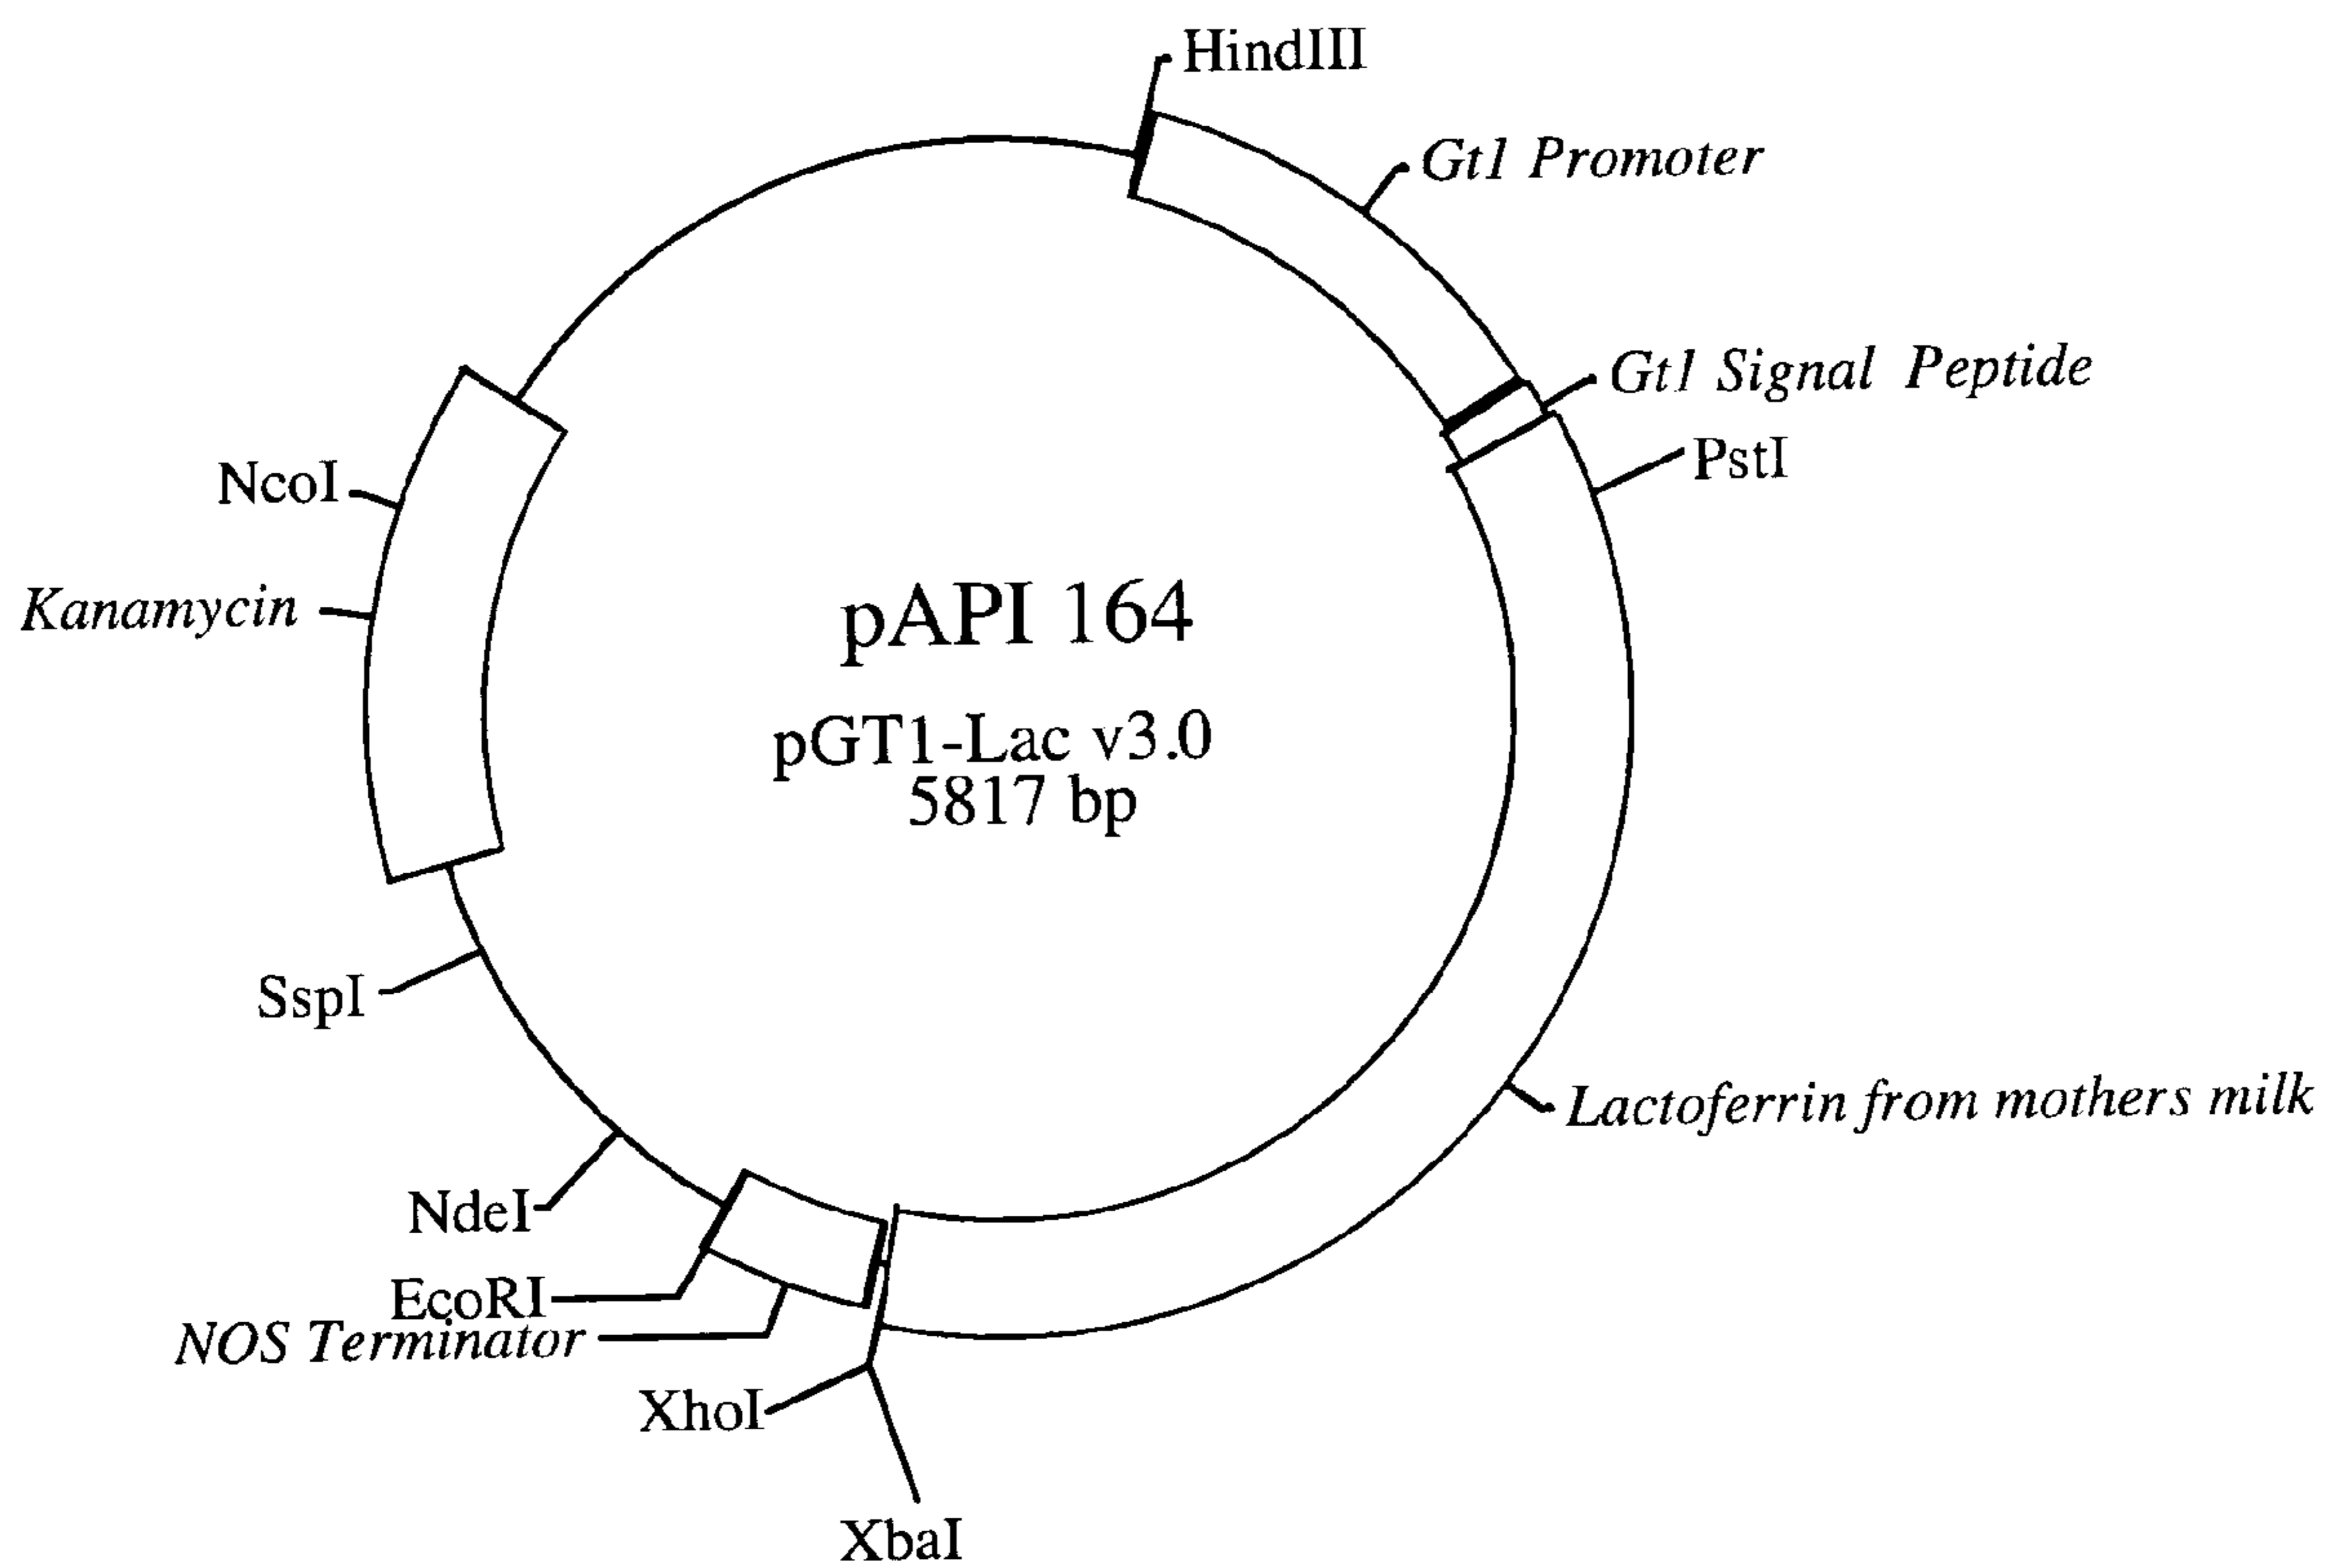 HindIII
Gt1 Promoter
Gt1 Signal Peptide
PstI
NcoI
Kanamycin
pAPI 164
pGT1-Lac v3.0
5817 bp
SspI
Lactoferrin from mothers milk
NdeI
EcoRI
NOS Terminator
XhoI
XbaI